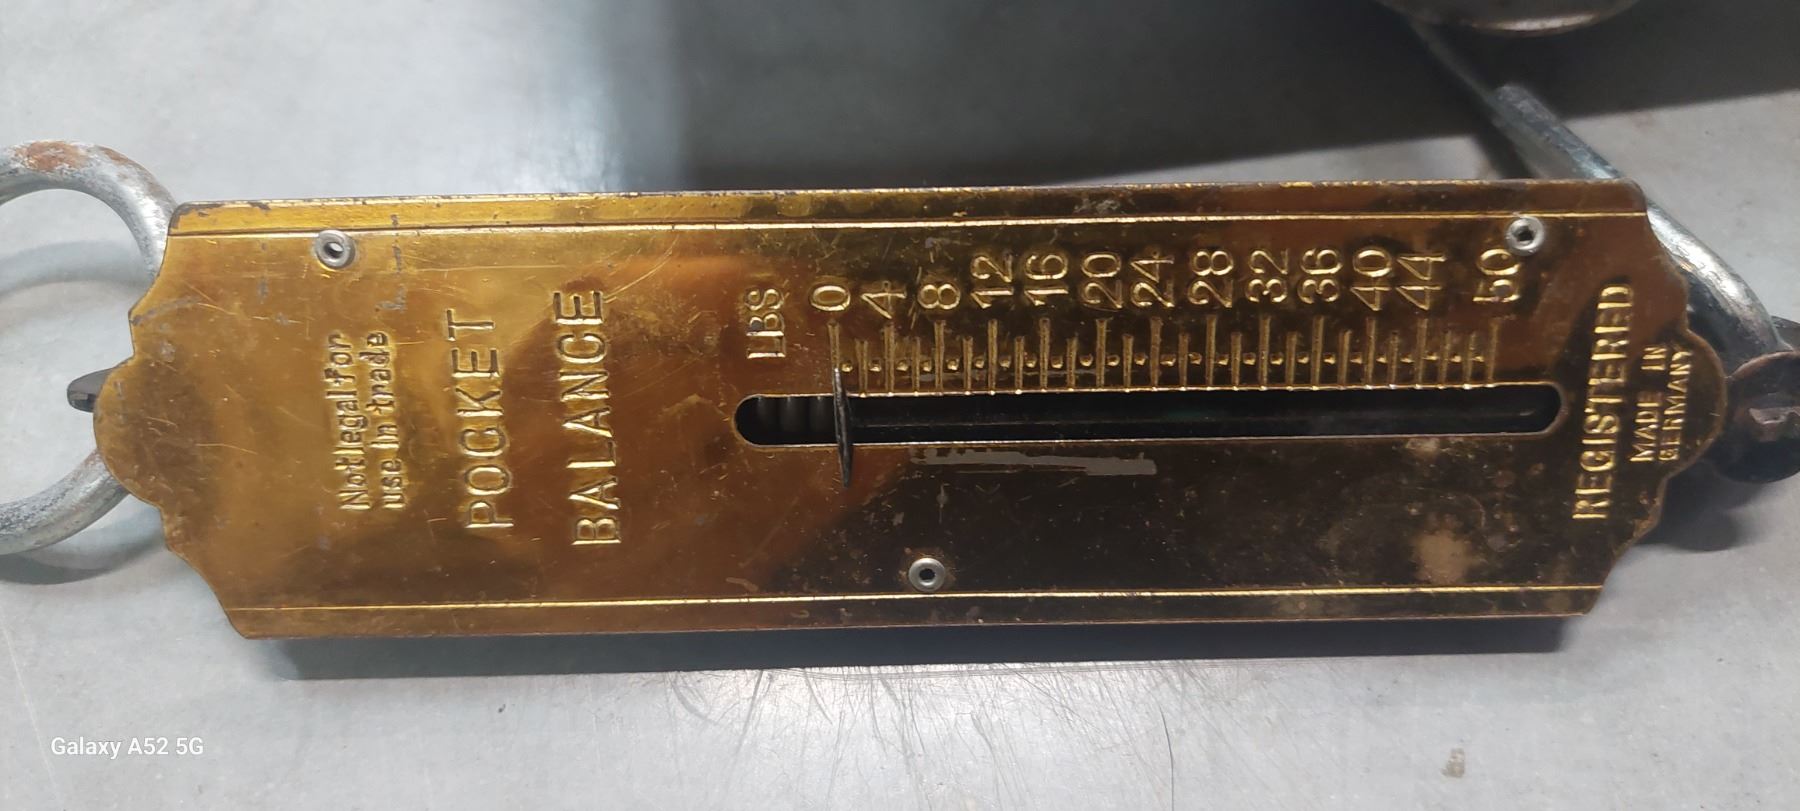 Not legal for
use in trade
POCKET
BALANCE
LBS
0 4 8 12 16 20 24 28 32 36 40 44 50
REGISTERED
MADE IN
GERMANY
Galaxy A52 5G